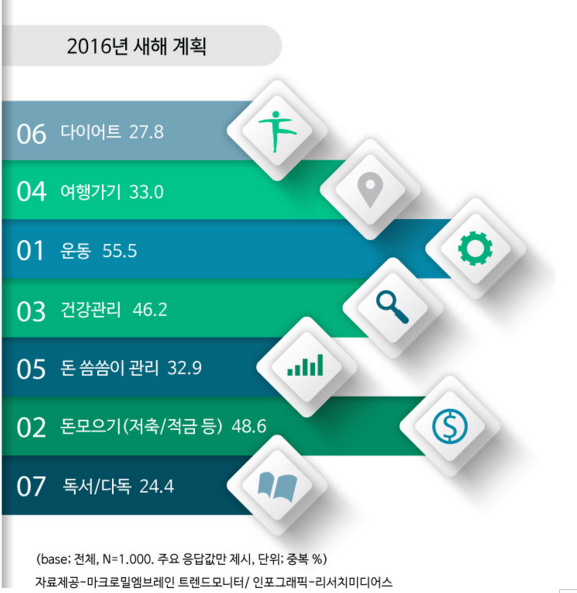 2016년 새해 계획
06 다이어트 27.8
04 여행가기 33.0
01 운동 55.5
03 건강관리 46.2
05 돈 씀씀이 관리 32.9
02 돈모으기(저축/적금 등) 48.6
07 독서/다독 24.4
(base: 전체, N=1.000. 주요 응답값만 제시, 단위; 중복 %)
자료제공-마크로밀엠브레인 트렌드모니터/ 인포그래픽-리서치미디어스